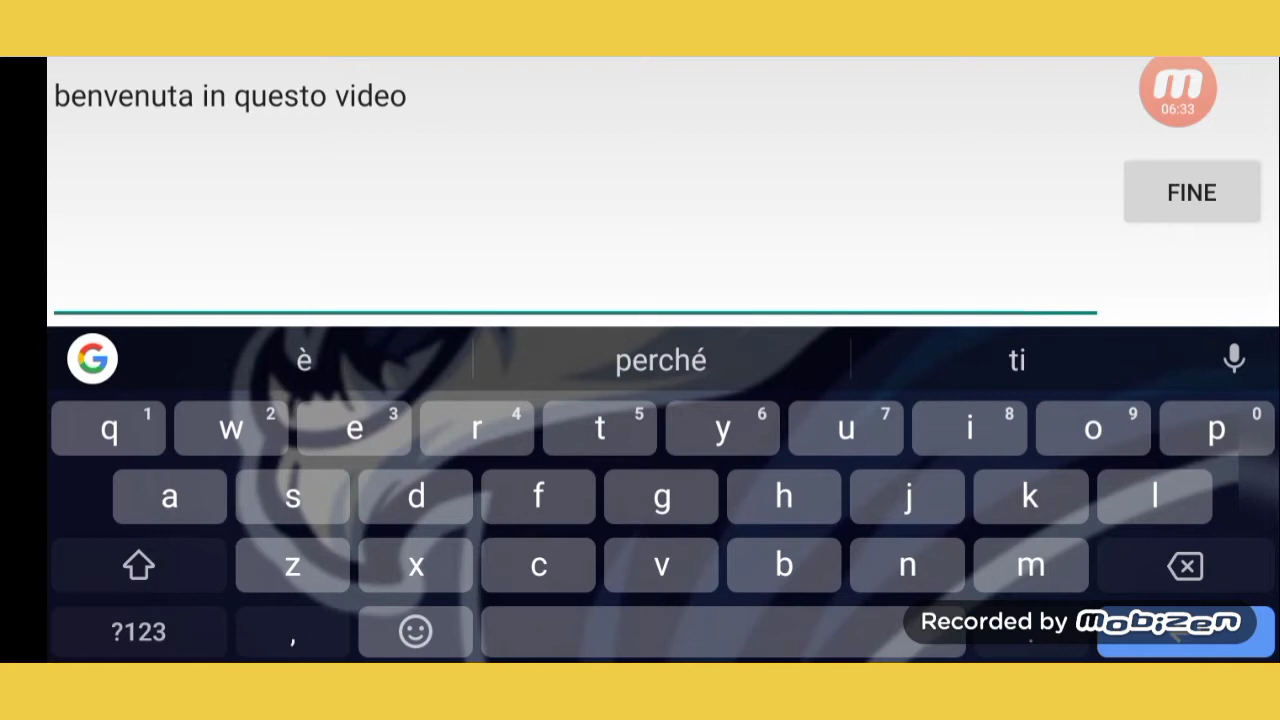 benvenuta in questo video
m
06:33
FINE
G è perché ti
q 1 w 2 e 3 r 4 t 5 y 6 u 7 i 8 o 9 p 0
a s d f g h j k l
z x c v b n m
?123 , .
Recorded by mobizen